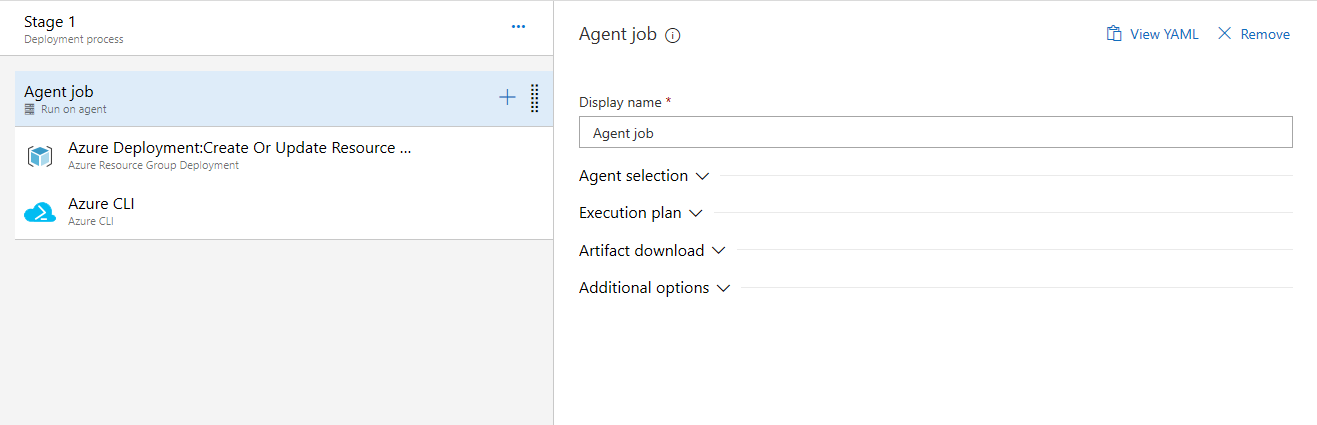 Stage 1
Deployment process
Agent job
Run on agent
Azure Deployment:Create Or Update Resource ...
Azure Resource Group Deployment
Azure CLI
Azure CLI
Agent job
View YAML
Remove
Display name *
Agent job
Agent selection
Execution plan
Artifact download
Additional options